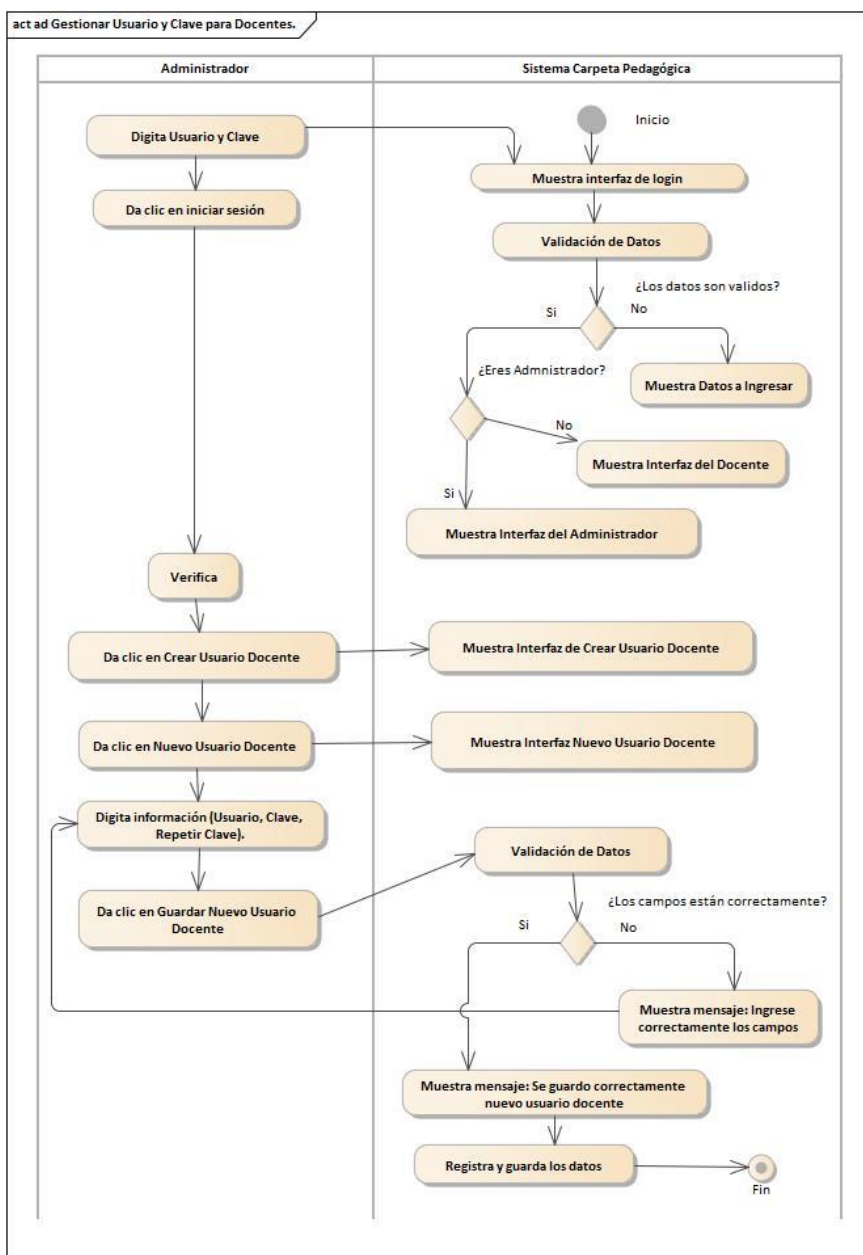 act ad Gestionar Usuario y Clave para Docentes.
Administrador
Sistema Carpeta Pedagógica
Inicio
Digita Usuario y Clave
Muestra interfaz de login
Da clic en iniciar sesión
Validación de Datos
¿Los datos son validos?
Si
No
¿Eres Admnistrador?
Muestra Datos a Ingresar
No
Muestra Interfaz del Docente
Si
Muestra Interfaz del Administrador
Verifica
Da clic en Crear Usuario Docente
Muestra Interfaz de Crear Usuario Docente
Da clic en Nuevo Usuario Docente
Muestra Interfaz Nuevo Usuario Docente
Digita información (Usuario, Clave,
Repetir Clave).
Validación de Datos
Da clic en Guardar Nuevo Usuario
Docente
¿Los campos están correctamente?
Si
No
Muestra mensaje: Ingrese
correctamente los campos
Muestra mensaje: Se guardo correctamente
nuevo usuario docente
Registra y guarda los datos
Fin